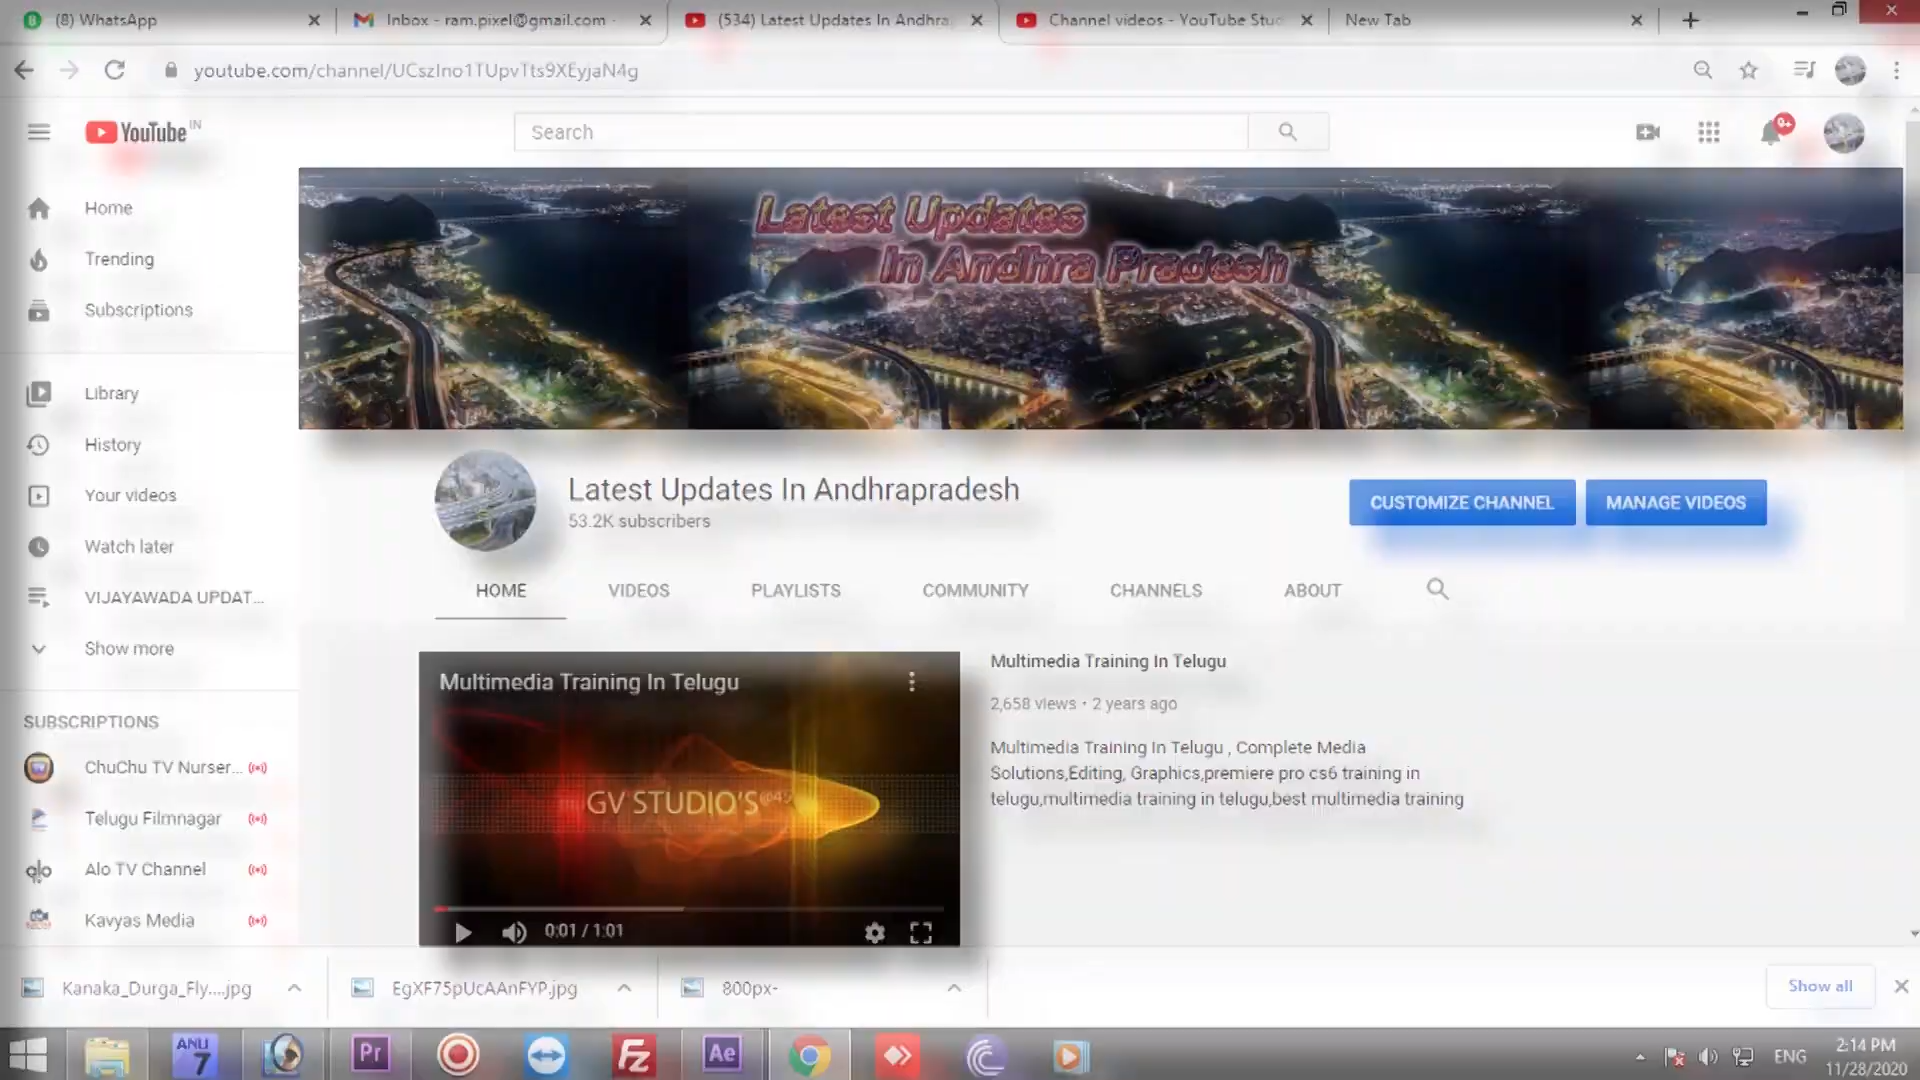 (8) WhatsApp
Inbox - ram.pixel@gmail.com -
(534) Latest Updates In Andhra
Channel videos - YouTube Stud
New Tab
youtube.com/channel/UCszIno1TUpvTts9XEyjaN4g
YouTube IN
Search
9+
Home
Trending
Subscriptions
Library
History
Your videos
Watch later
VIJAYAWADA UPDAT...
Show more
SUBSCRIPTIONS
ChuChu TV Nurser...
Telugu Filmnagar
Alo TV Channel
Kavyas Media
Latest Updates
In Andhra Pradesh
Latest Updates In Andhrapradesh
53.2K subscribers
CUSTOMIZE CHANNEL
MANAGE VIDEOS
HOME
VIDEOS
PLAYLISTS
COMMUNITY
CHANNELS
ABOUT
Multimedia Training In Telugu
GV STUDIO'S
0:01 / 1:01
Multimedia Training In Telugu
2,658 views • 2 years ago
Multimedia Training In Telugu , Complete Media
Solutions,Editing, Graphics,premiere pro cs6 training in
telugu,multimedia training in telugu,best multimedia training
Kanaka_Durga_Fly....jpg
EgXF75pUcAAnFYP.jpg
800px-
Show all
ANU
7
Pr
Fz
Ae
ENG
2:14 PM
11/28/2020